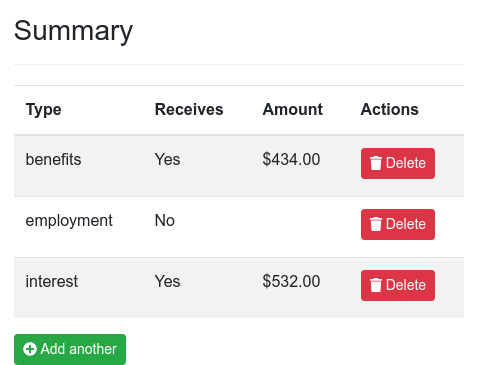 Summary
Type Receives Amount Actions
benefits Yes $434.00 Delete
employment No Delete
interest Yes $532.00 Delete
Add another